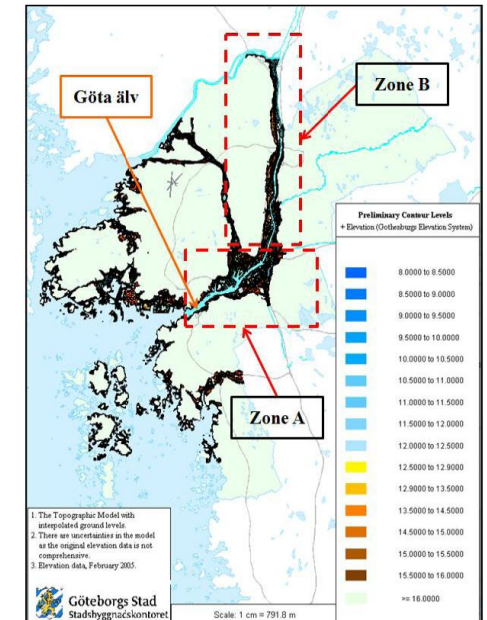 Göta älv
Zone B
Zone A
Preliminary Contour Levels
+ Elevation (Gothenburgs Elevation System)
8.0000 to 8.5000
8.5000 to 9.0000
9.0000 to 9.5000
9.5000 to 10.0000
10.0000 to 10.5000
10.5000 to 11.0000
11.0000 to 11.5000
11.5000 to 12.0000
12.0000 to 12.5000
12.5000 to 12.9000
12.9000 to 13.5000
13.5000 to 14.5000
14.5000 to 15.0000
15.0000 to 15.5000
15.5000 to 16.0000
>= 16.0000
1. The Topographic Model with
interpolated ground levels.
2. There are uncertainties in the model
as the original elevation data is not
comprehensive.
3. Elevation data, February 2005.
Göteborgs Stad
Stadsbyggnadskontoret
Scale: 1 cm = 791.8 m